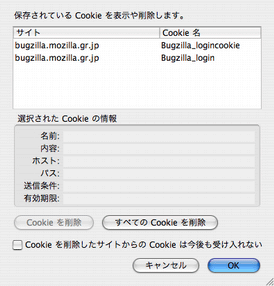 保存されている Cookie を表示や削除します。
サイト Cookie 名
bugzilla.mozilla.gr.jp Bugzilla_logincookie
bugzilla.mozilla.gr.jp Bugzilla_login
選択された Cookie の情報
名前:
内容:
ホスト:
パス:
送信条件:
有効期限:
Cookie を削除 すべての Cookie を削除
Cookie を削除したサイトからの Cookie は今後も受け入れない
キャンセル OK